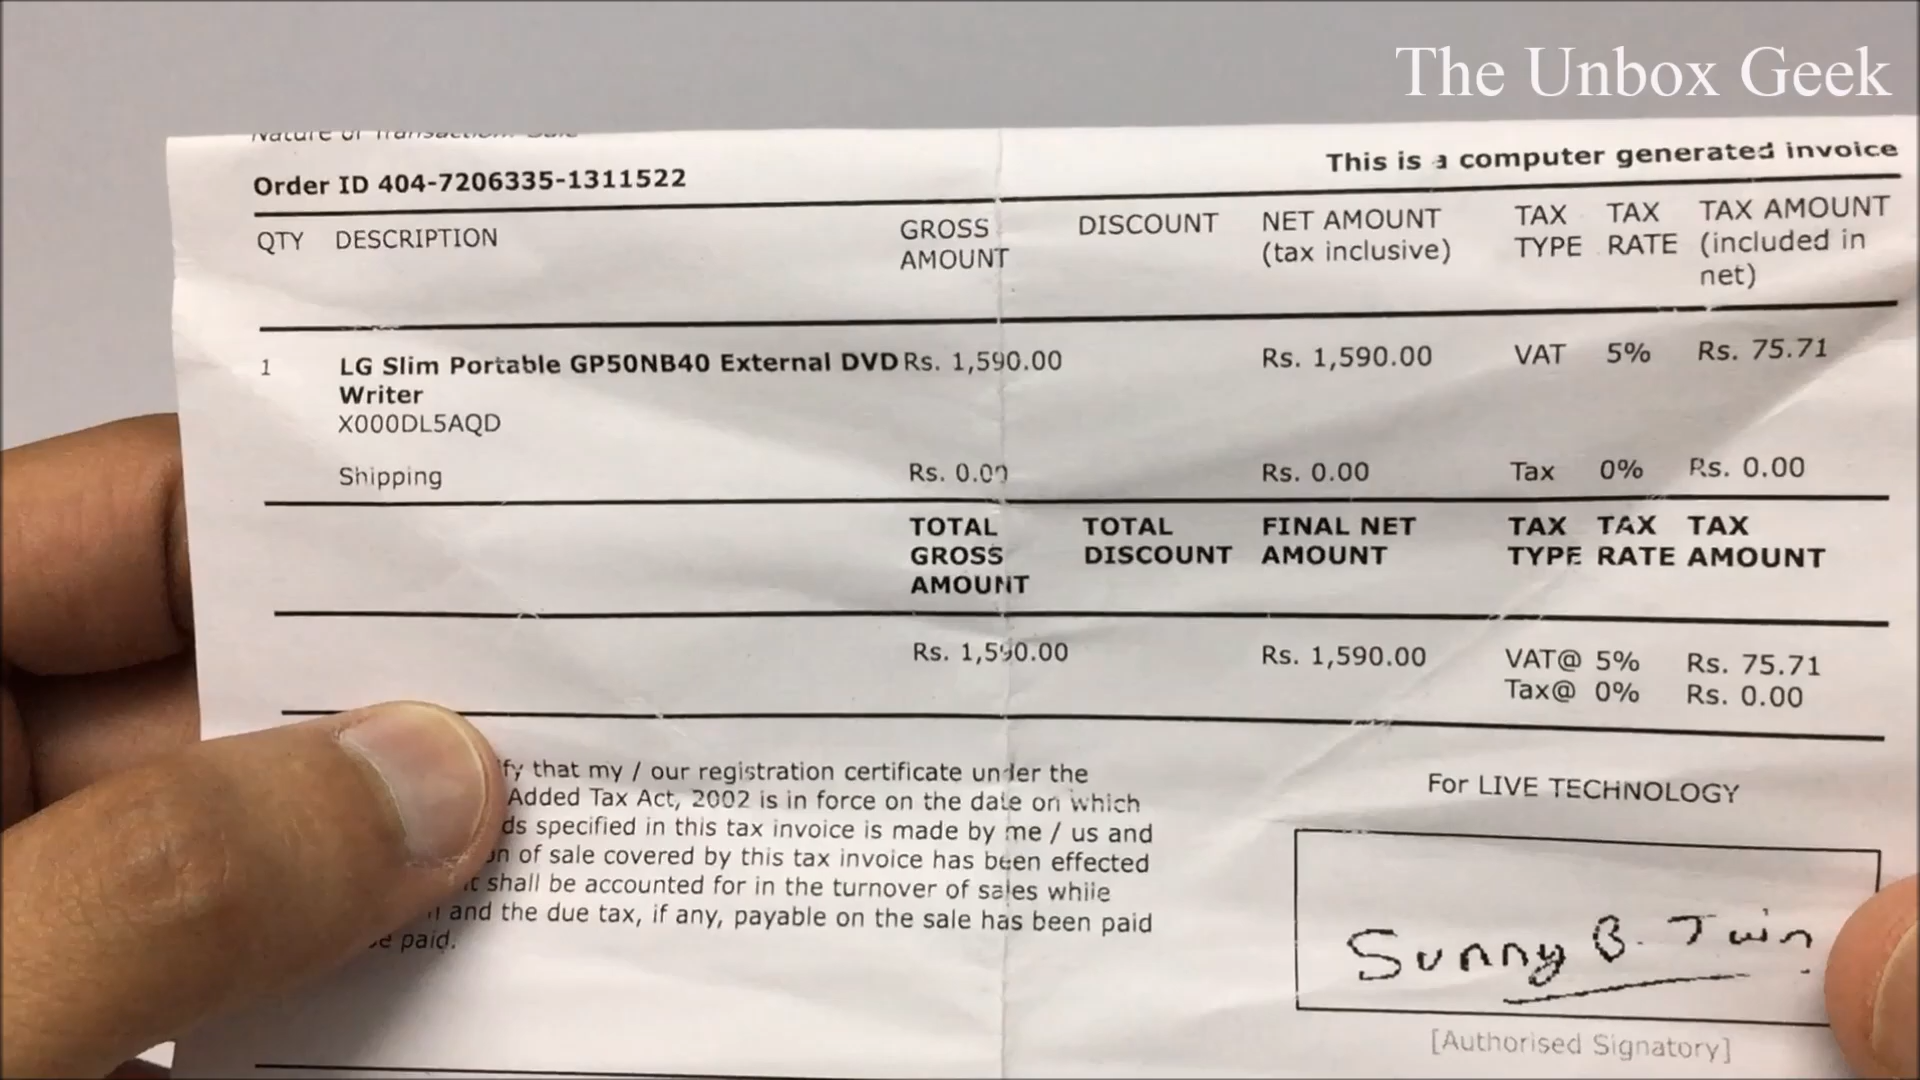 The Unbox Geek
Nature of Transaction: Sale
This is a computer generated invoice
Order ID 404-7206335-1311522
QTY DESCRIPTION GROSS AMOUNT DISCOUNT NET AMOUNT (tax inclusive) TAX TYPE TAX RATE TAX AMOUNT (included in net)
1 LG Slim Portable GP50NB40 External DVD Rs. 1,590.00 Rs. 1,590.00 VAT 5% Rs. 75.71
Writer
X000DL5AQD
Shipping Rs. 0.00 Rs. 0.00 Tax 0% Rs. 0.00
TOTAL GROSS AMOUNT TOTAL DISCOUNT FINAL NET AMOUNT TAX TYPE TAX RATE TAX AMOUNT
Rs. 1,590.00 Rs. 1,590.00 VAT@ 5% Rs. 75.71
Tax@ 0% Rs. 0.00
that my / our registration certificate under the
Added Tax Act, 2002 is in force on the date on which
specified in this tax invoice is made by me / us and
of sale covered by this tax invoice has been effected
shall be accounted for in the turnover of sales while
and the due tax, if any, payable on the sale has been paid
paid.
For LIVE TECHNOLOGY
Sunny B.
[Authorised Signatory]